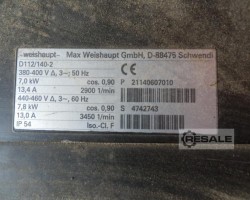 -weishaupt- Max Weishaupt GmbH, D-88475 Schwendi
D112/140-2
380-400 V Δ, 3~; 50 Hz CE
7,0 kW cos. 0,90 P 21140607010
13,4 A 2900 1/min
440-460 V Δ, 3~, 60 Hz
7,8 kW cos. 0,90 S 4742743
13,0 A 3450 1/min
IP 54 Iso.-Cl. F
RESALE